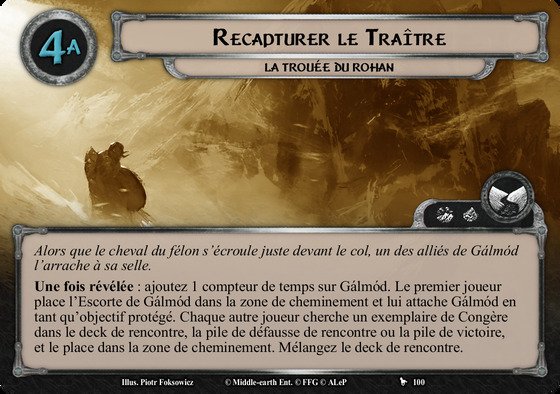 4A
Recapturer le Traître
La Trouée du Rohan
Alors que le cheval du félon s'écroule juste devant le col, un des alliés de Gálmód
l'arrache à sa selle.
Une fois révélée : ajoutez 1 compteur de temps sur Gálmód. Le premier joueur
place l'Escorte de Gálmód dans la zone de cheminement et lui attache Gálmód en
tant qu'objectif protégé. Chaque autre joueur cherche un exemplaire de Congère
dans le deck de rencontre, la pile de défausse de rencontre ou la pile de victoire,
et le place dans la zone de cheminement. Mélangez le deck de rencontre.
Illus. Piotr Foksowicz © Middle-earth Ent. © FFG © ALeP 100